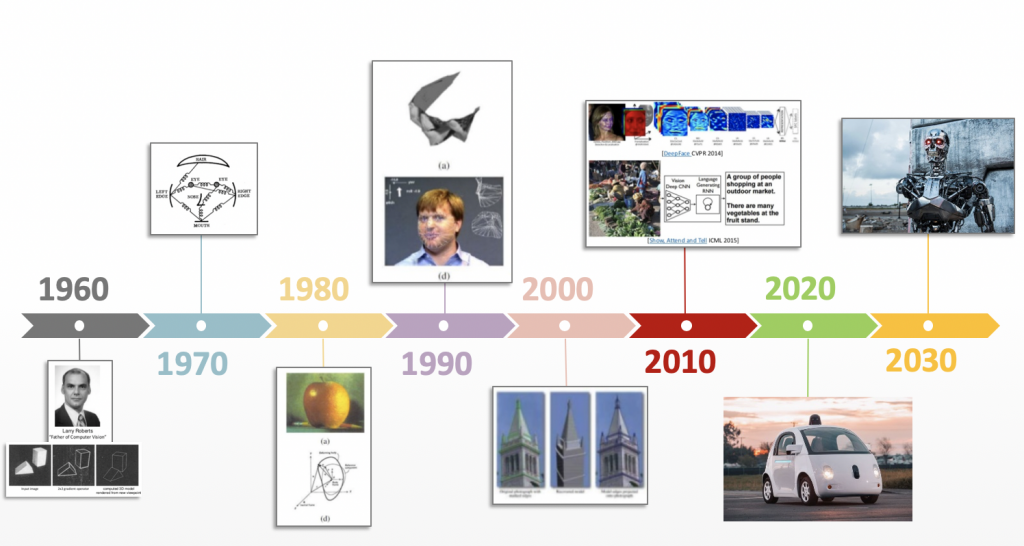 1960
1970
1980
1990
2000
2010
2020
2030
Larry Roberts
"Father of Computer Vision"
input image
2x2 gradient operator
computed 3D model
rendered from new viewpoint
HAIR
LEFT
EDGE
EYE
EYE
RIGHT
EDGE
NOSE
MOUTH
(a)
(d)
(a)
(d)
[DeepFace CVPR 2014]
Vision
Deep CNN
Language
Generating
RNN
A group of people
shopping at an
outdoor market.
There are many
vegetables at the
fruit stand.
[Show, Attend and Tell ICML 2015]